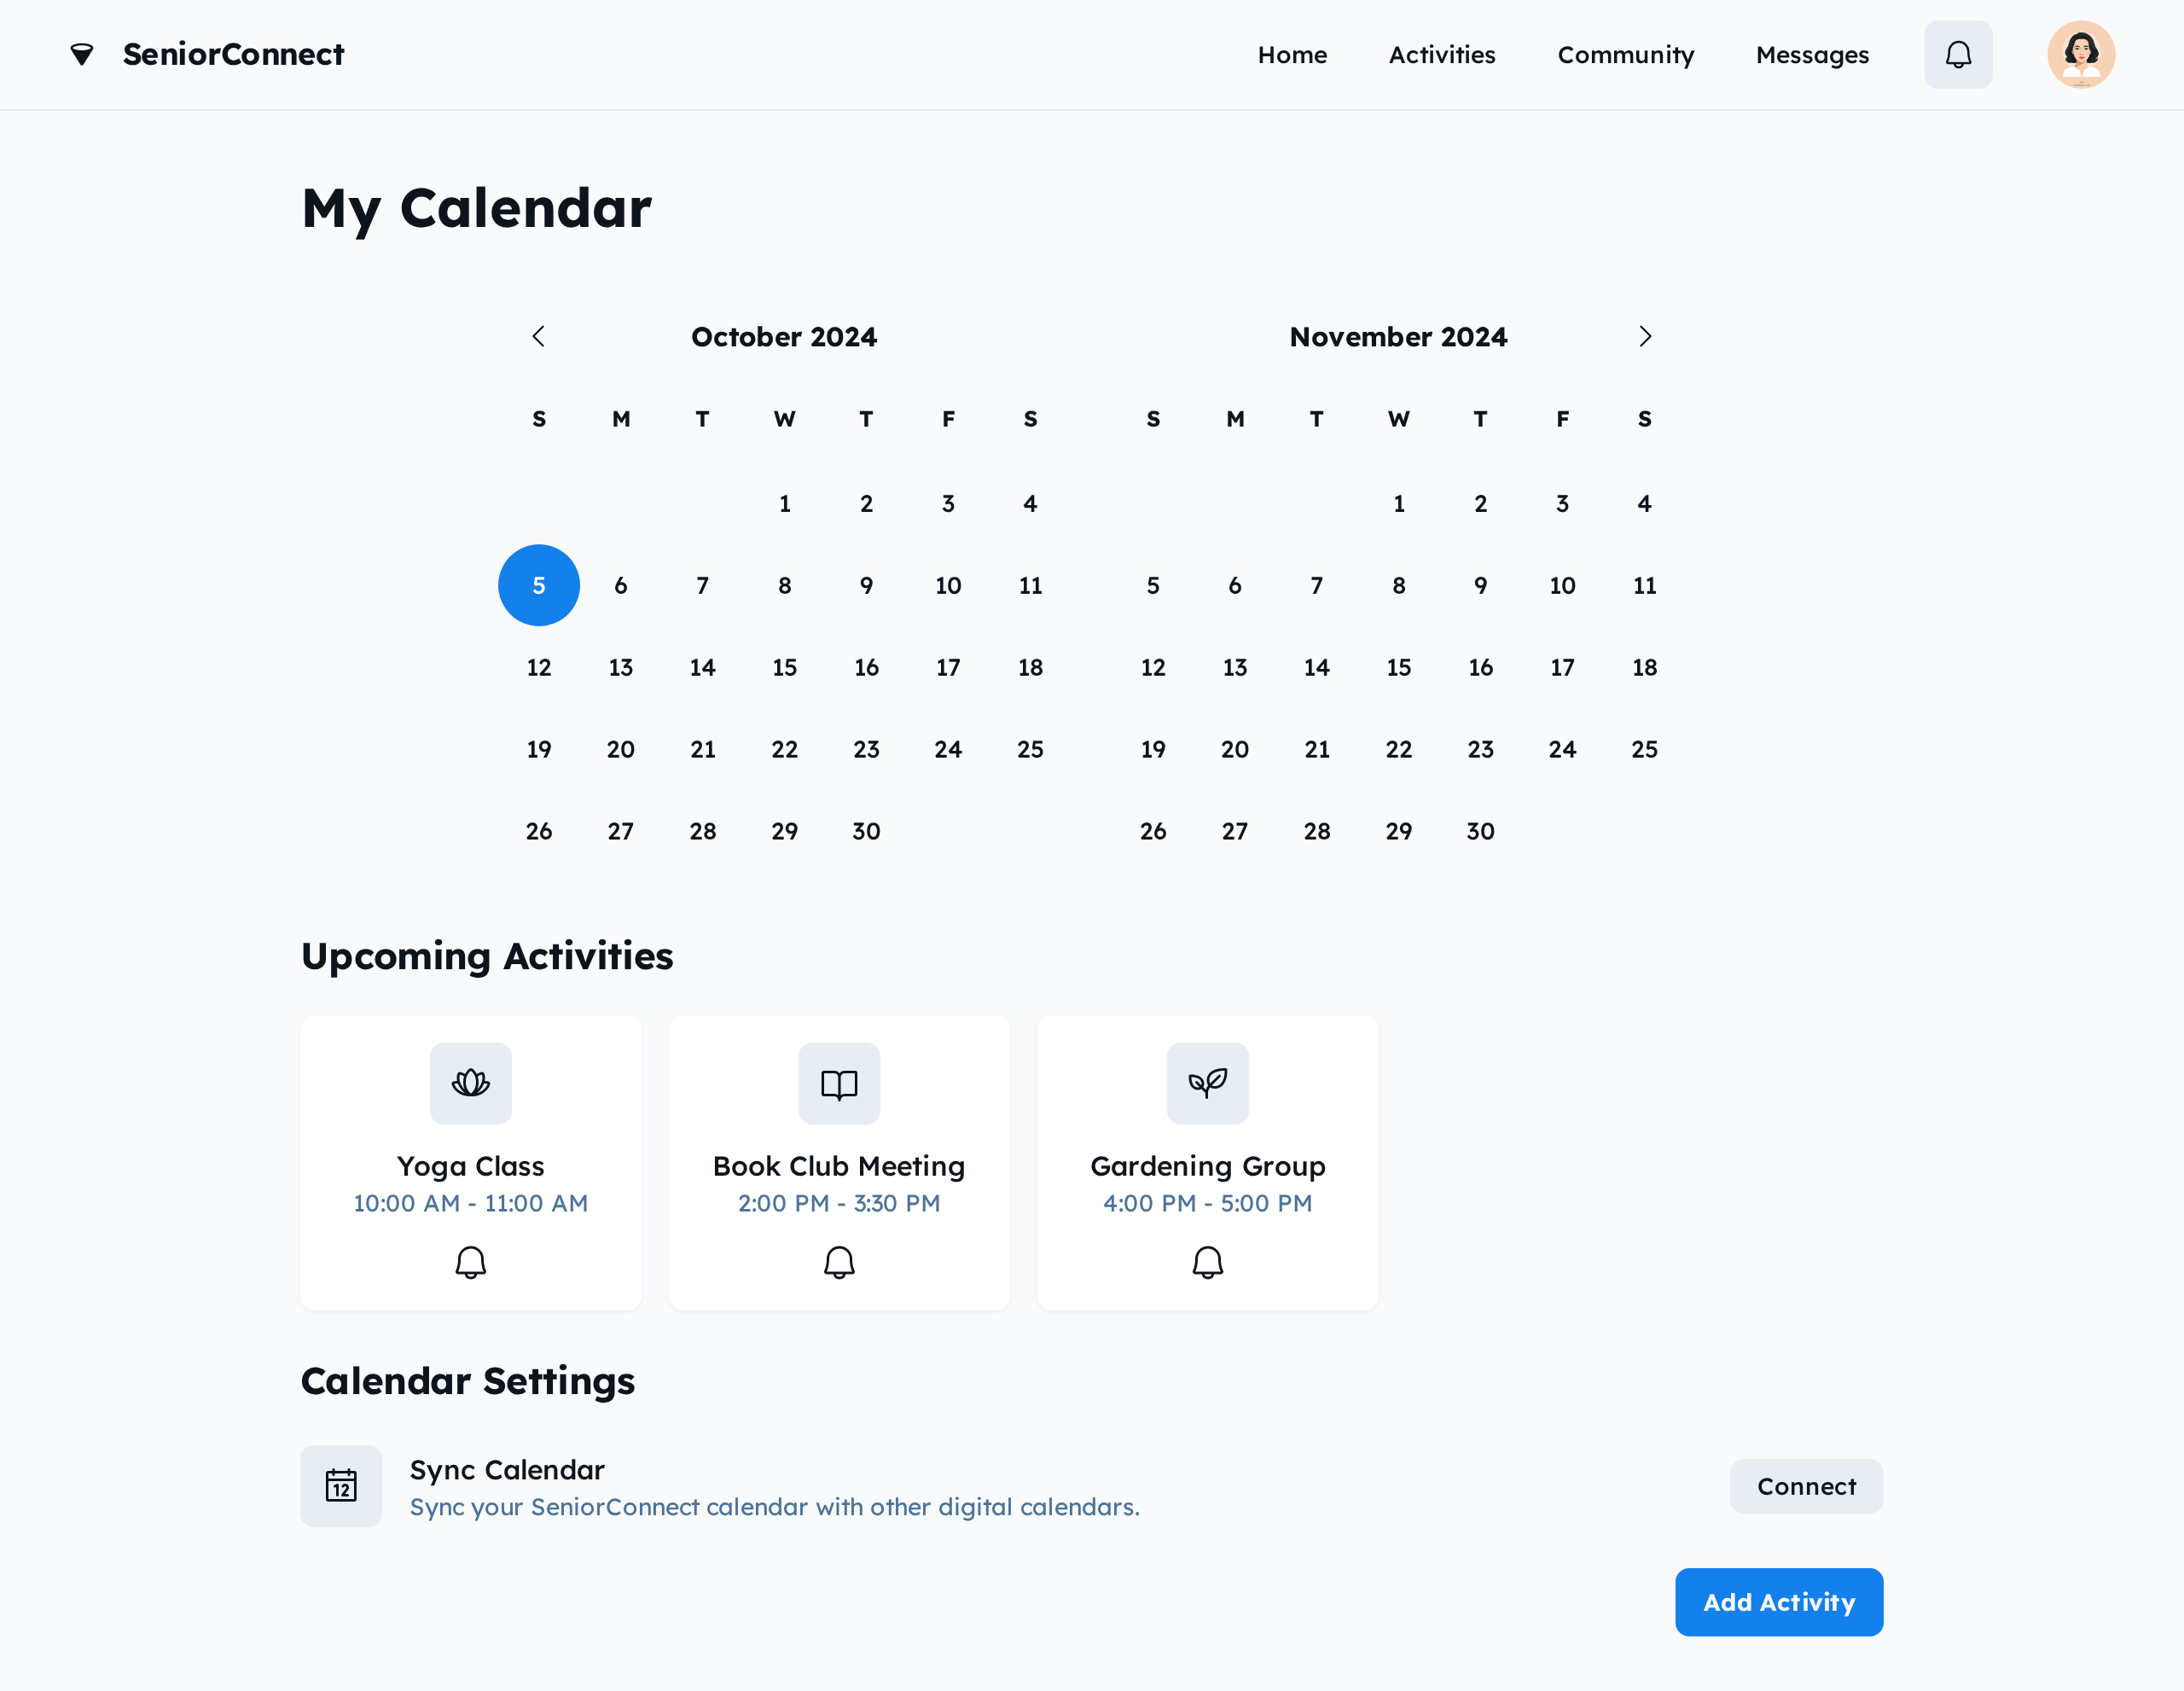 SeniorConnect
Home Activities Community Messages
My Calendar
October 2024
S M T W T F S
1 2 3 4
5 6 7 8 9 10 11
12 13 14 15 16 17 18
19 20 21 22 23 24 25
26 27 28 29 30
November 2024
S M T W T F S
1 2 3 4
5 6 7 8 9 10 11
12 13 14 15 16 17 18
19 20 21 22 23 24 25
26 27 28 29 30
Upcoming Activities
Yoga Class
10:00 AM - 11:00 AM
Book Club Meeting
2:00 PM - 3:30 PM
Gardening Group
4:00 PM - 5:00 PM
Calendar Settings
12
Sync Calendar
Sync your SeniorConnect calendar with other digital calendars.
Connect
Add Activity